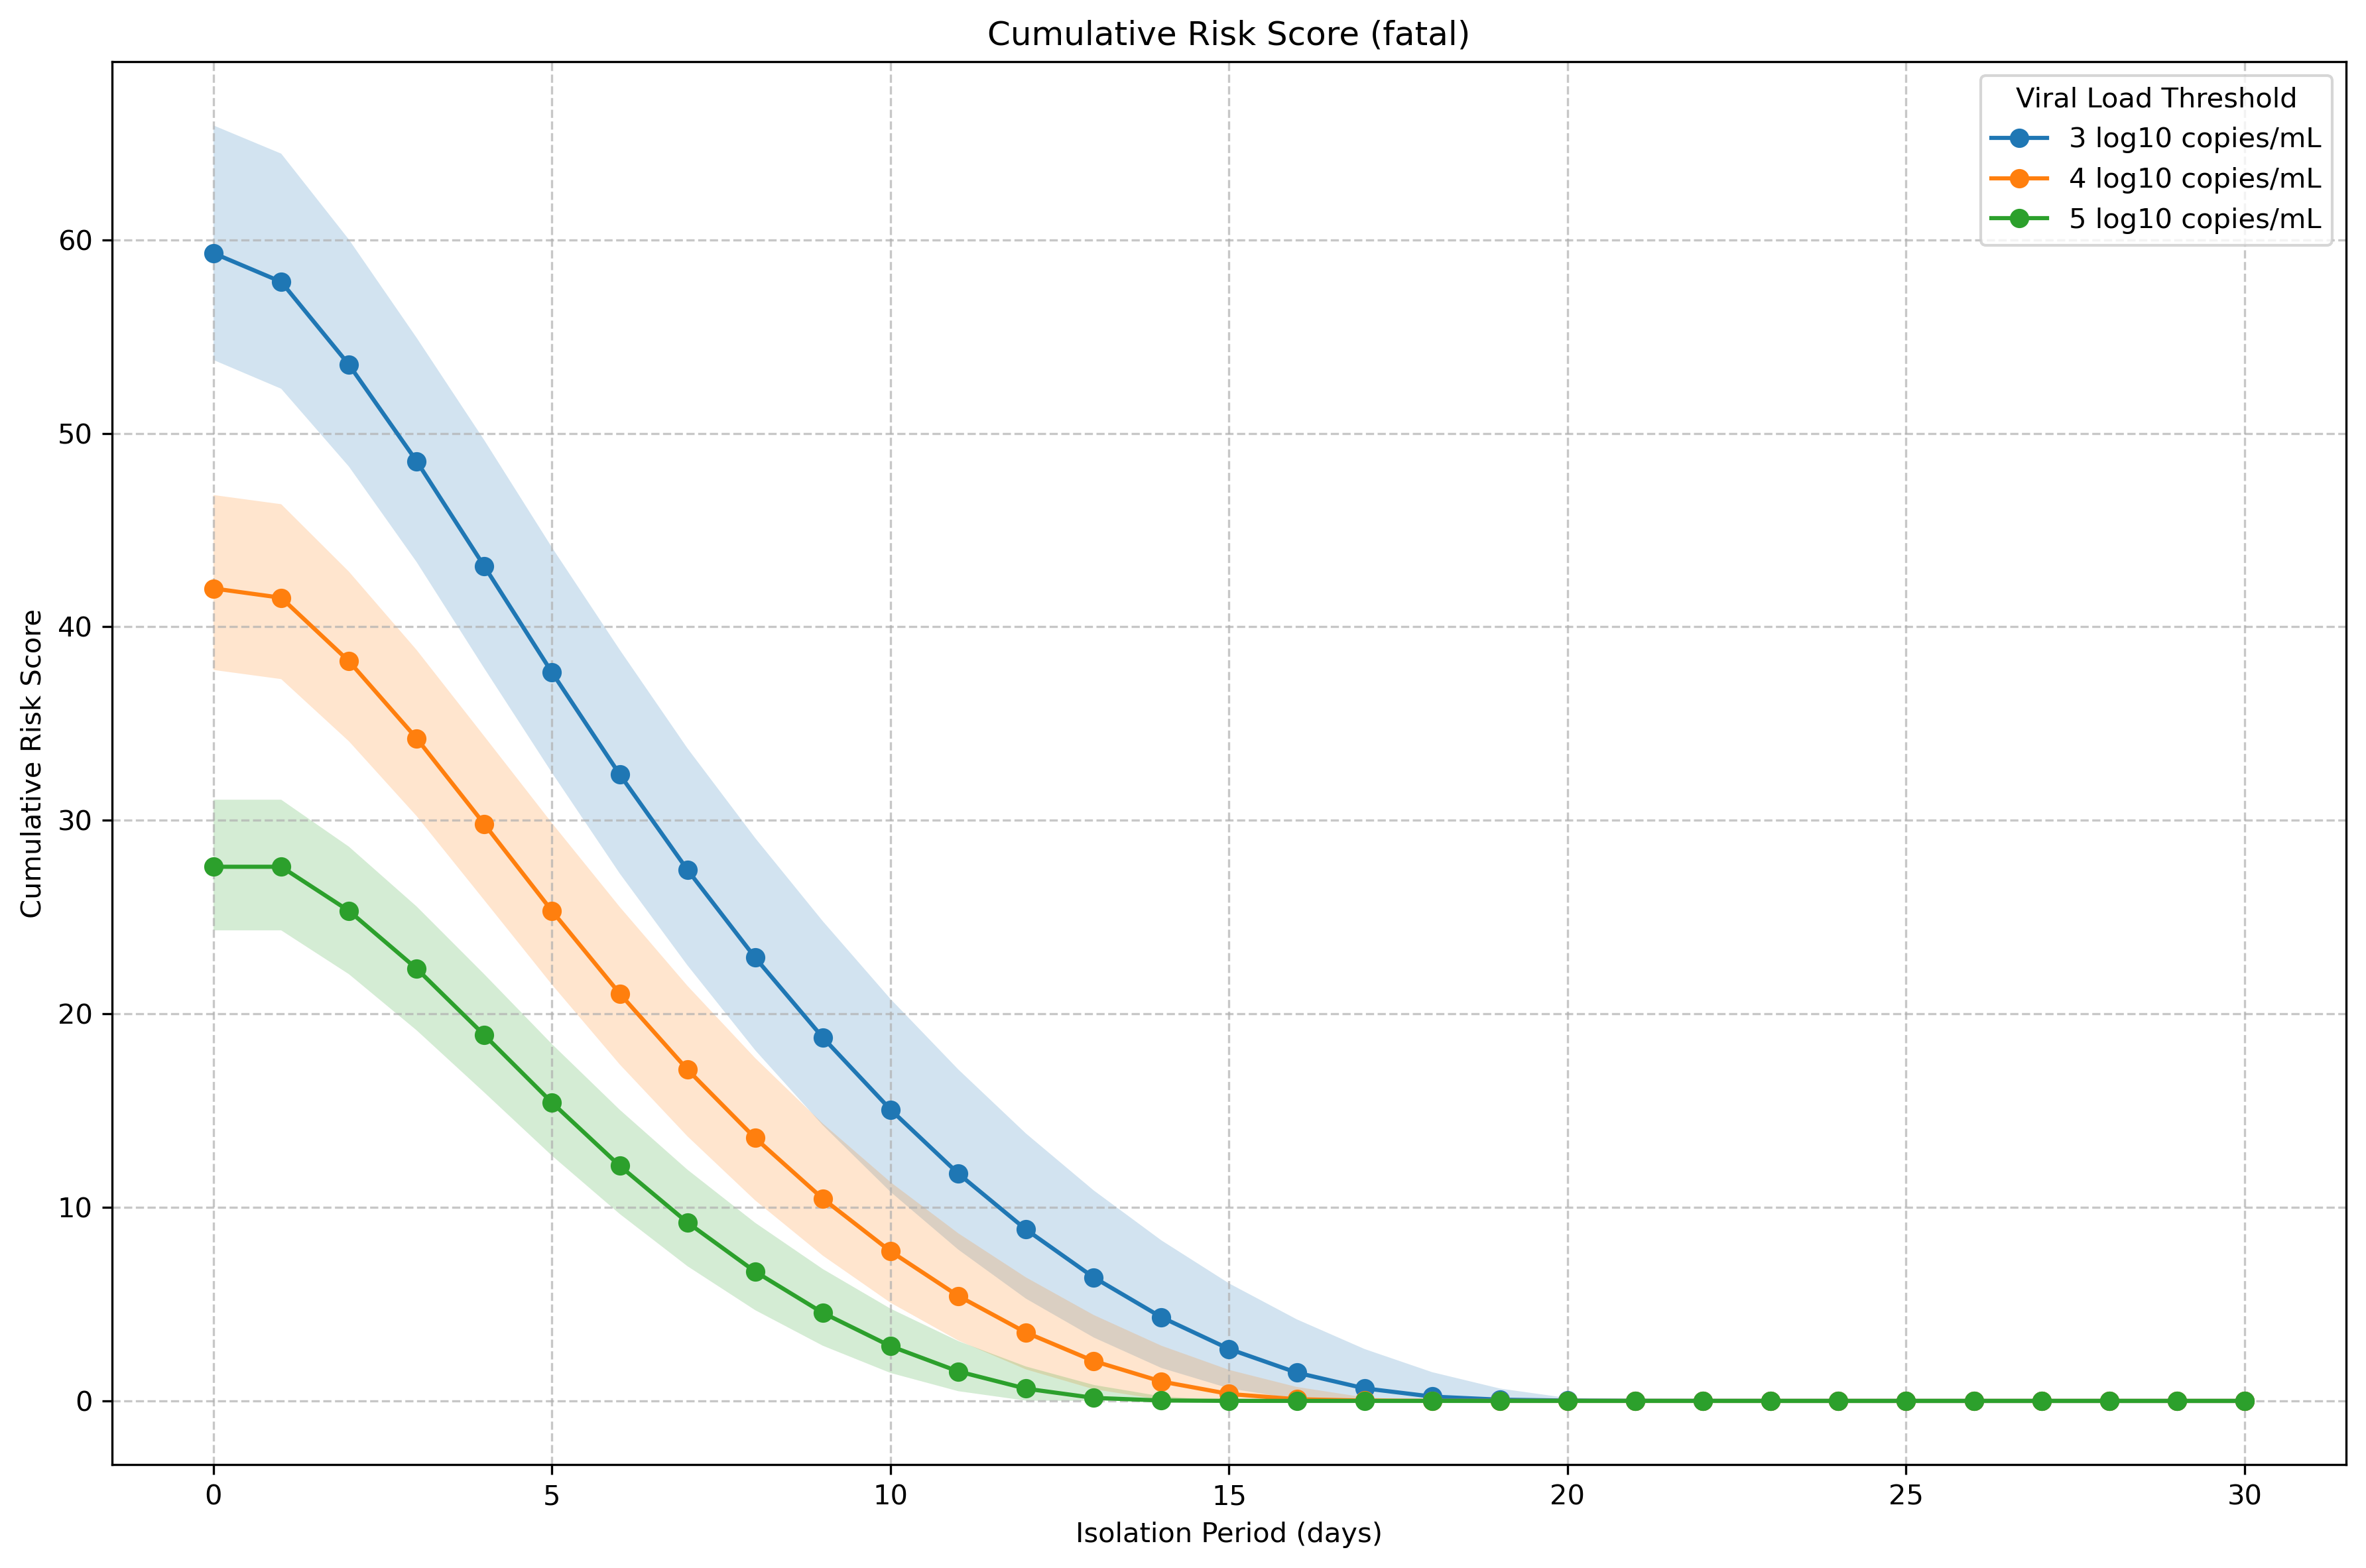 Cumulative Risk Score (fatal)
Viral Load Threshold
3 log10 copies/mL
4 log10 copies/mL
5 log10 copies/mL
Cumulative Risk Score
60
50
40
30
20
10
0
0 5 10 15 20 25 30
Isolation Period (days)